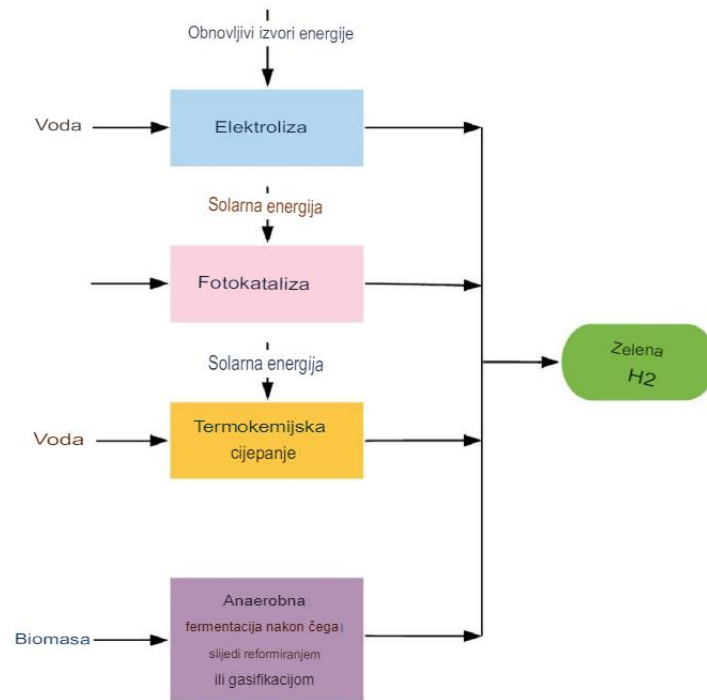 Obnovljivi izvori energije
Voda
Elektroliza
Solarna energija
Fotokataliza
Zelena
H2
Solarna energija
Voda
Termokemijska
cijepanje
Biomasa
Anaerobna
fermentacija nakon čega
slijedi reformiranjem
ili gasifikacijom